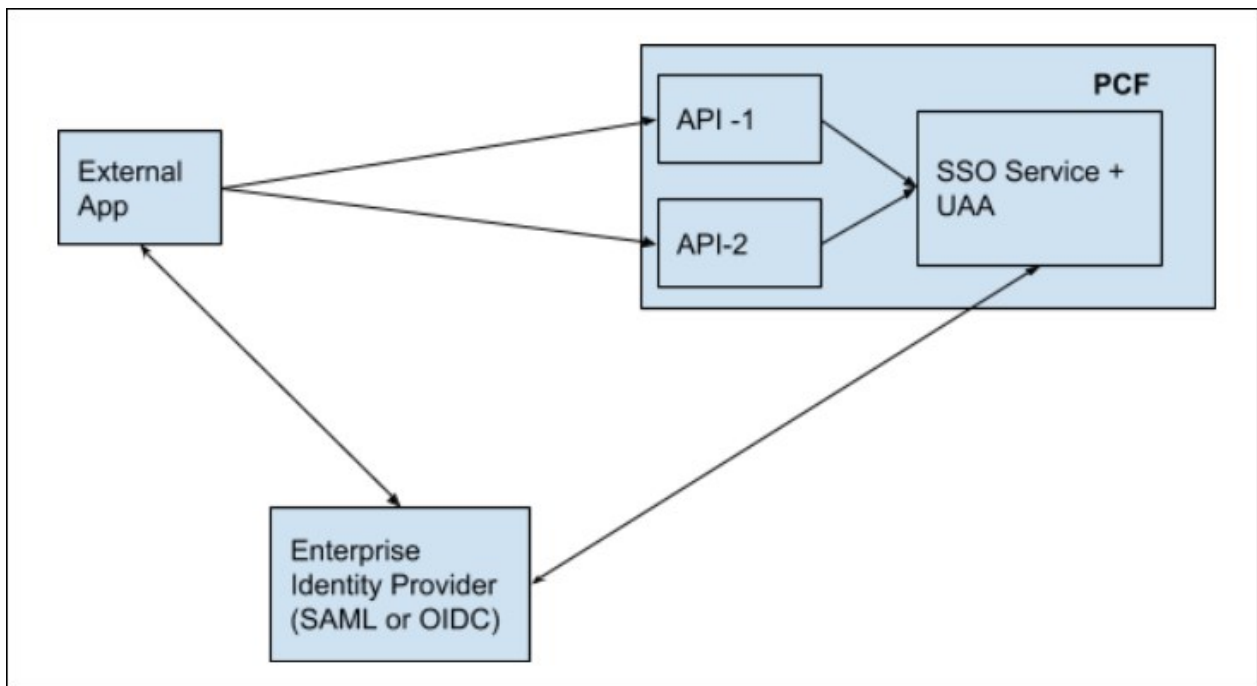 PCF
API -1
External
App
SSO Service +
UAA
API-2
Enterprise
Identity Provider
(SAML or OIDC)